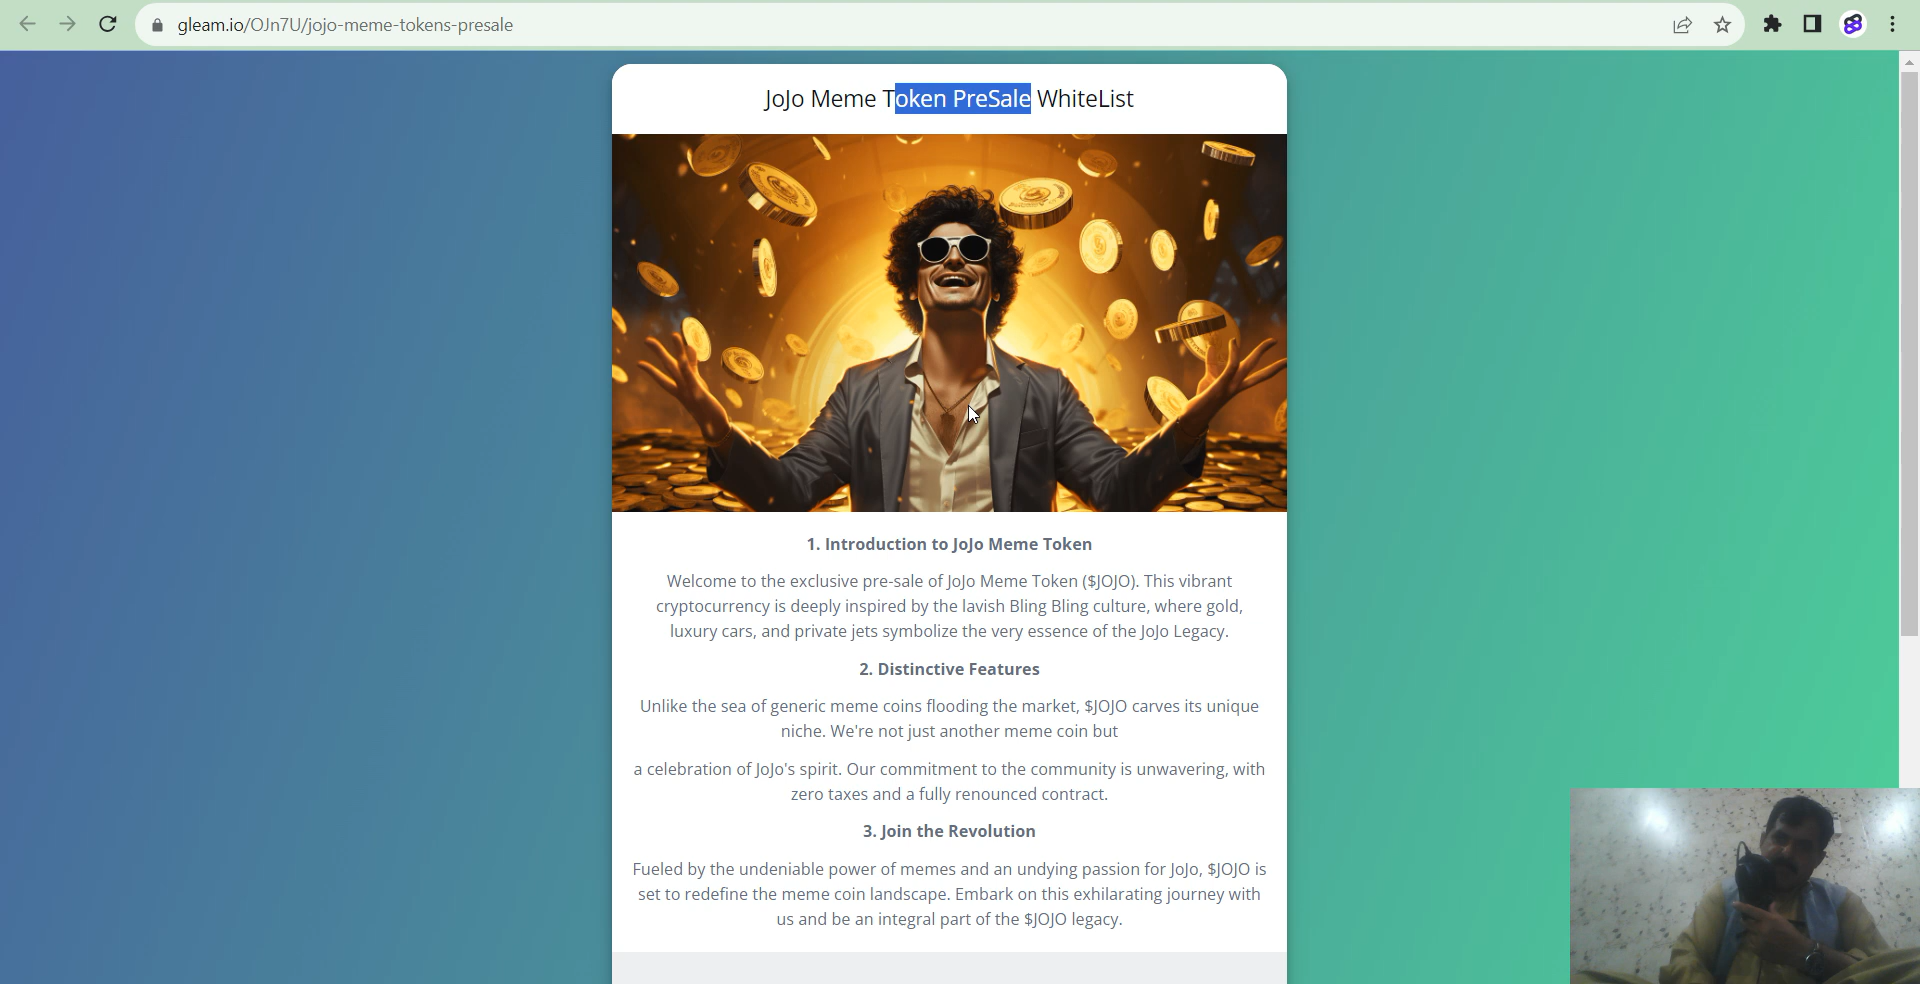 gleam.io/OJn7U/jojo-meme-tokens-presale
JoJo Meme Token PreSale WhiteList
1. Introduction to JoJo Meme Token
Welcome to the exclusive pre-sale of JoJo Meme Token ($JOJO). This vibrant
cryptocurrency is deeply inspired by the lavish Bling Bling culture, where gold,
luxury cars, and private jets symbolize the very essence of the JoJo Legacy.
2. Distinctive Features
Unlike the sea of generic meme coins flooding the market, $JOJO carves its unique
niche. We're not just another meme coin but
a celebration of JoJo's spirit. Our commitment to the community is unwavering, with
zero taxes and a fully renounced contract.
3. Join the Revolution
Fueled by the undeniable power of memes and an undying passion for JoJo, $JOJO is
set to redefine the meme coin landscape. Embark on this exhilarating journey with
us and be an integral part of the $JOJO legacy.